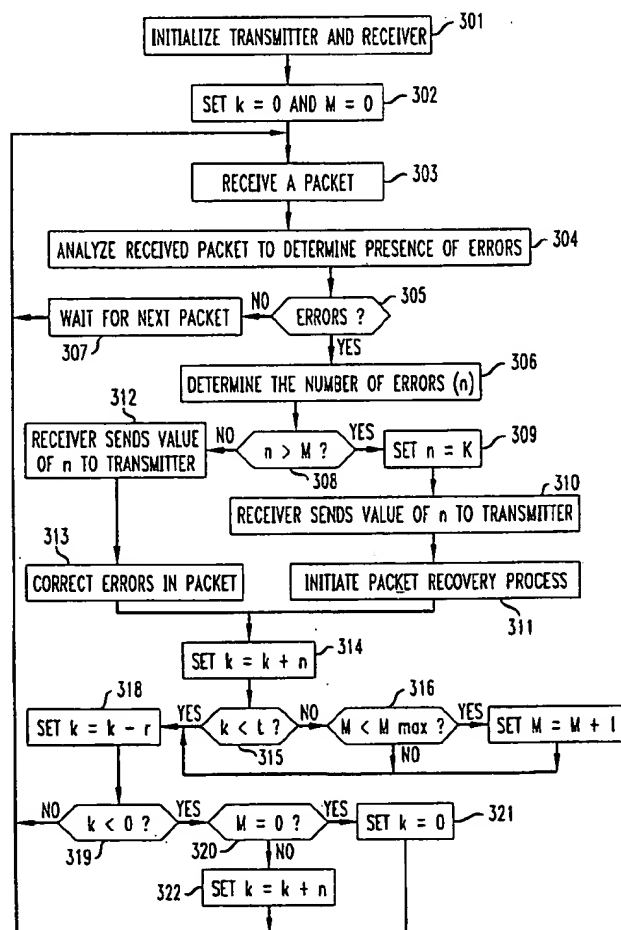 INITIALIZE TRANSMITTER AND RECEIVER
301
SET k = 0 AND M = 0
302
RECEIVE A PACKET
303
ANALYZE RECEIVED PACKET TO DETERMINE PRESENCE OF ERRORS
304
WAIT FOR NEXT PACKET
307
NO
ERRORS ?
305
YES
DETERMINE THE NUMBER OF ERRORS (n)
306
312
RECEIVER SENDS VALUE
OF n TO TRANSMITTER
NO
n > M ?
308
YES
SET n = K
309
310
RECEIVER SENDS VALUE OF n TO TRANSMITTER
313
CORRECT ERRORS IN PACKET
INITIATE PACKET RECOVERY PROCESS
311
SET k = k + n
314
318
SET k = k - r
YES
k < t ?
315
NO
316
M < M max ?
NO
YES
SET M = M + 1
NO
k < 0 ?
319
YES
M = 0 ?
320
YES
SET k = 0
321
NO
322
SET k = k + n